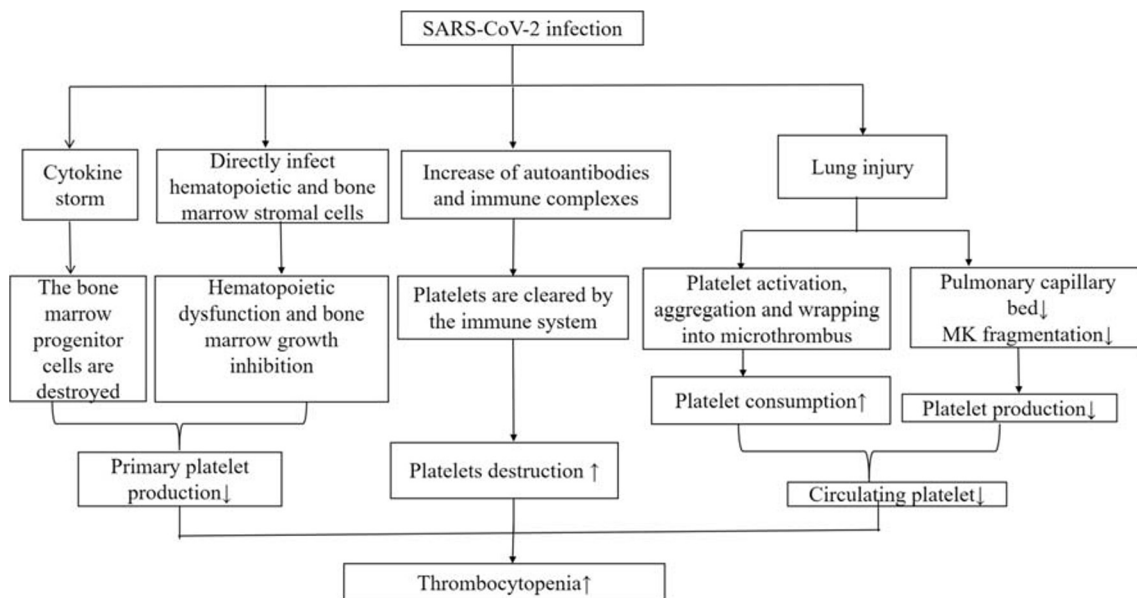 SARS-CoV-2 infection
Cytokine
storm
Directly infect
hematopoietic and bone
marrow stromal cells
Increase of autoantibodies
and immune complexes
Lung injury
The bone
marrow
progenitor
cells are
destroyed
Hematopoietic
dysfunction and bone
marrow growth
inhibition
Platelets are cleared by
the immune system
Platelet activation,
aggregation and wrapping
into microthrombus
Pulmonary capillary
bed↓
MK fragmentation↓
Platelet consumption↑
Platelet production↓
Primary platelet
production↓
Platelets destruction ↑
Circulating platelet↓
Thrombocytopenia↑